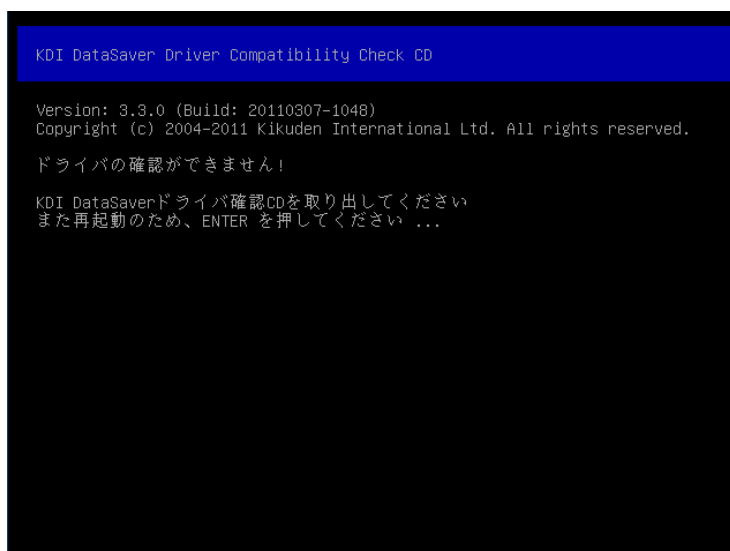 KDI DataSaver Driver Compatibility Check CD
Version: 3.3.0 (Build: 20110307-1048)
Copyright (c) 2004-2011 Kikuden International Ltd. All rights reserved.
ドライバの確認ができません!
KDI DataSaverドライバ確認CDを取り出してください
また再起動のため、ENTER を押してください ...